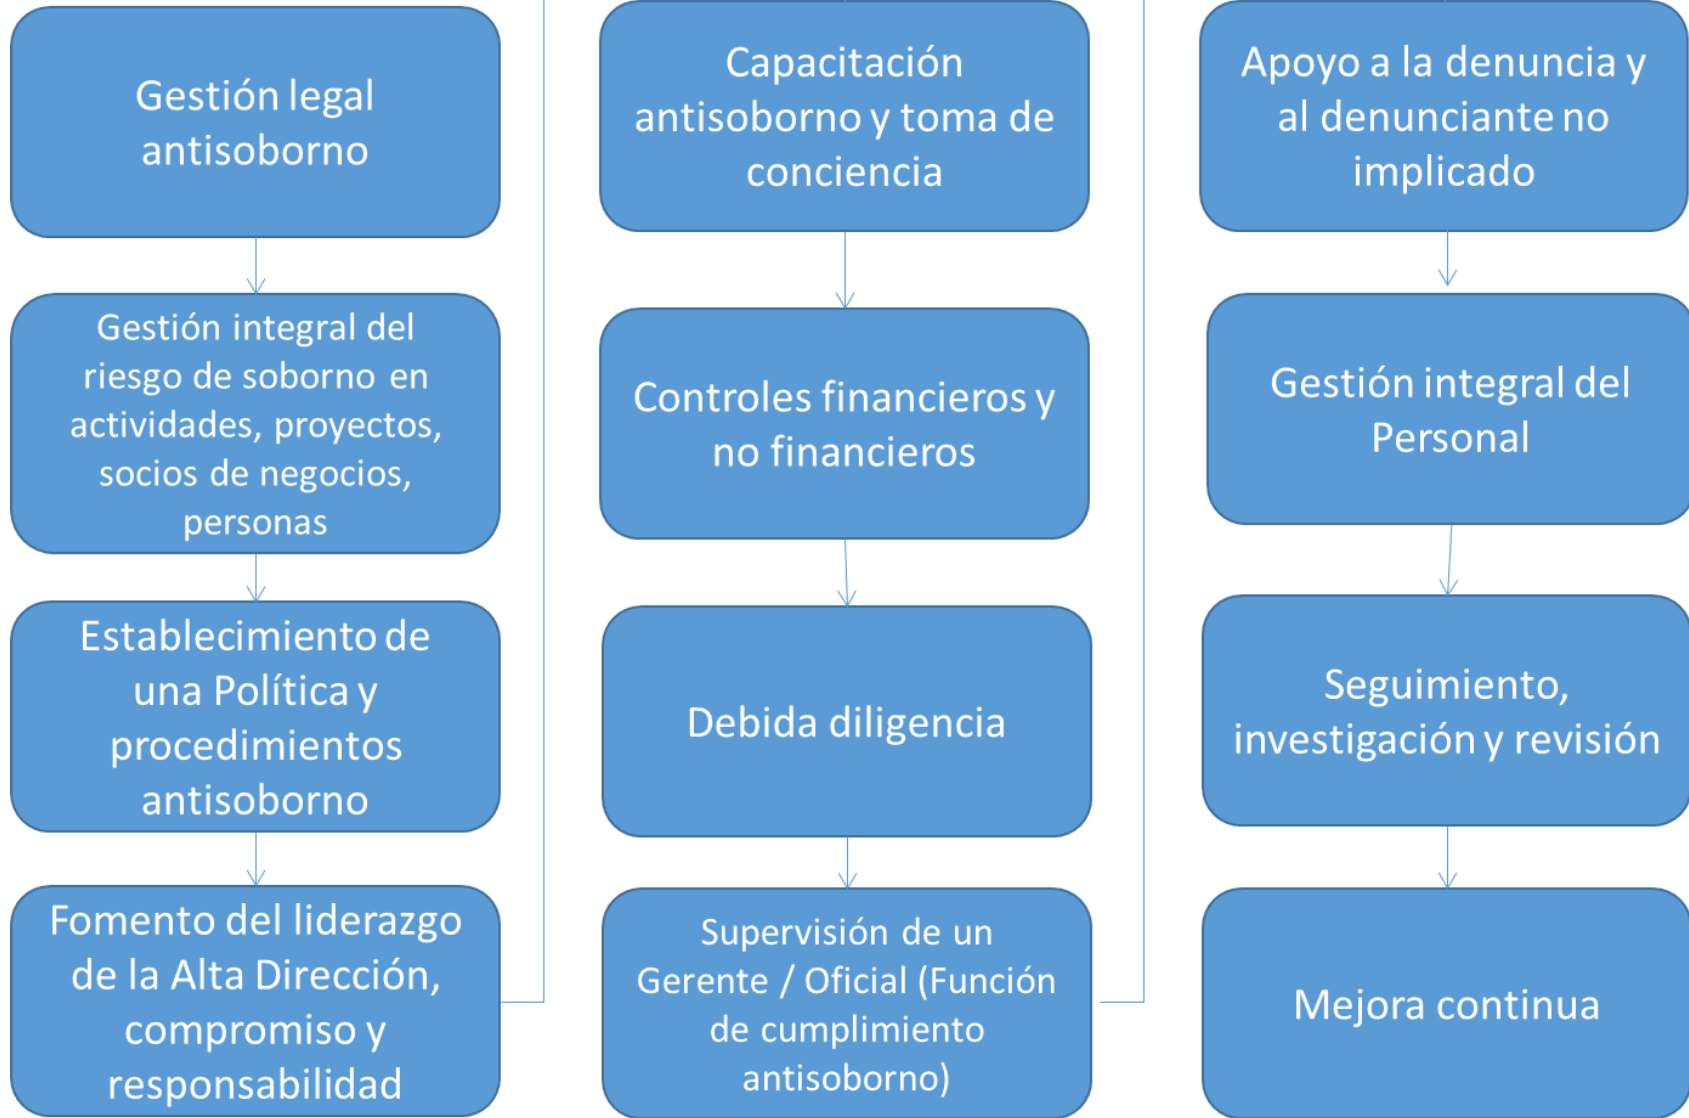 Gestión legal
antisoborno
Gestión integral del
riesgo de soborno en
actividades, proyectos,
socios de negocios,
personas
Establecimiento de
una Política y
procedimientos
antisoborno
Fomento del liderazgo
de la Alta Dirección,
compromiso y
responsabilidad
Capacitación
antisoborno y toma de
conciencia
Controles financieros y
no financieros
Debida diligencia
Supervisión de un
Gerente / Oficial (Función
de cumplimiento
antisoborno)
Apoyo a la denuncia y
al denunciante no
implicado
Gestión integral del
Personal
Seguimiento,
investigación y revisión
Mejora continua